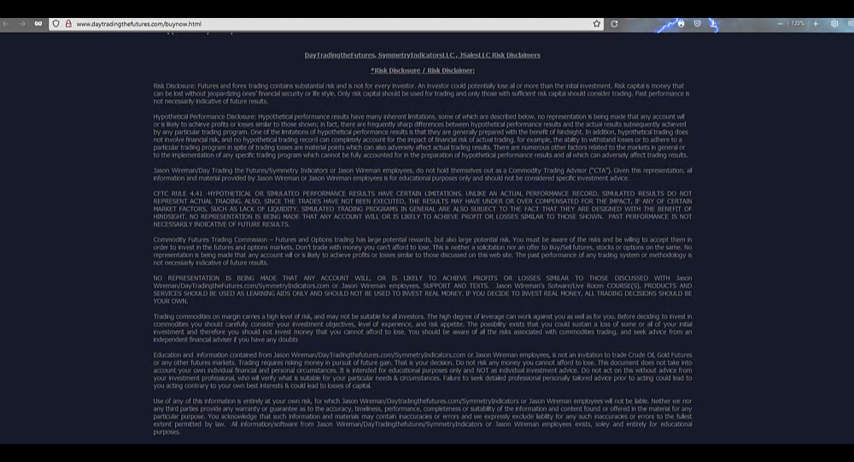 www.daytradingthefutures.com/buynow.html
120%
DayTradingtheFutures, SymmetryIndicatorsLLC, JSalesLLC Risk Disclaimers
*Risk Disclosure / Risk Disclaimer:
Risk Disclosure: Futures and forex trading contains substantial risk and is not for every investor. An investor could potentially lose all or more than the initial investment. Risk capital is money that
can be lost without jeopardizing ones' financial security or life style. Only risk capital should be used for trading and only those with sufficient risk capital should consider trading. Past performance is
not necessarily indicative of future results.
Hypothetical Performance Disclosure: Hypothetical performance results have many inherent limitations, some of which are described below. no representation is being made that any account will
or is likely to achieve profits or losses similar to those shown; in fact, there are frequently sharp differences between hypothetical performance results and the actual results subsequently achieved
by any particular trading program. One of the limitations of hypothetical performance results is that they are generally prepared with the benefit of hindsight. In addition, hypothetical trading does
not involve financial risk, and no hypothetical trading record can completely account for the impact of financial risk of actual trading. for example, the ability to withstand losses or to adhere to a
particular trading program in spite of trading losses are material points which can also adversely affect actual trading results. There are numerous other factors related to the markets in general or
to the implementation of any specific trading program which cannot be fully accounted for in the preparation of hypothetical performance results and all which can adversely affect trading results.
Jason Wireman/Day Trading the Futures/Symmetry Indicators or Jason Wireman employees, do not hold themselves out as a Commodity Trading Advisor ("CTA"). Given this representation, all
information and material provided by Jason Wireman or Jason Wireman employees is for educational purposes only and should not be considered specific investment advice.
CFTC RULE 4.41 -HYPOTHETICAL OR SIMULATED PERFORMANCE RESULTS HAVE CERTAIN LIMITATIONS. UNLIKE AN ACTUAL PERFORMANCE RECORD, SIMULATED RESULTS DO NOT
REPRESENT ACTUAL TRADING. ALSO, SINCE THE TRADES HAVE NOT BEEN EXECUTED, THE RESULTS MAY HAVE UNDER OR OVER COMPENSATED FOR THE IMPACT, IF ANY OF CERTAIN
MARKET FACTORS, SUCH AS LACK OF LIQUIDITY. SIMULATED TRADING PROGRAMS IN GENERAL ARE ALSO SUBJECT TO THE FACT THAT THEY ARE DESIGNED WITH THE BENEFIT OF
HINDSIGHT, NO REPRESENTATION IS BEING MADE THAT ANY ACCOUNT WILL OR IS LIKELY TO ACHIEVE PROFIT OR LOSSES SIMILAR TO THOSE SHOWN. PAST PERFORMANCE IS NOT
NECESSARILY INDICATIVE OF FUTURE RESULTS.
Commodity Futures Trading Commission – Futures and Options trading has large potential rewards, but also large potential risk. You must be aware of the risks and be willing to accept them in
order to invest in the futures and options markets. Don't trade with money you can't afford to lose. This is neither a solicitation nor an offer to Buy/Sell futures, stocks or options on the same. No
representation is being made that any account will or is likely to achieve profits or losses similar to those discussed on this web site. The past performance of any trading system or methodology is
not necessarily indicative of future results.
NO REPRESENTATION IS BEING MADE THAT ANY ACCOUNT WILL, OR IS LIKELY TO ACHIEVE PROFITS OR LOSSES SIMILAR TO THOSE DISCUSSED WITH Jason
Wireman/DayTradingtheFutures.com/SymmetryIndicators.com or Jason Wireman employees, SUPPORT AND TEXTS. Jason Wireman's Sotware/Live Room COURSE(S), PRODUCTS AND
SERVICES SHOULD BE USED AS LEARNING AIDS ONLY AND SHOULD NOT BE USED TO INVEST REAL MONEY. IF YOU DECIDE TO INVEST REAL MONEY, ALL TRADING DECISIONS SHOULD BE
YOUR OWN.
Trading commodities on margin carries a high level of risk, and may not be suitable for all investors. The high degree of leverage can work against you as well as for you. Before deciding to invest in
commodities you should carefully consider your investment objectives, level of experience, and risk appetite. The possibility exists that you could sustain a loss of some or all of your initial
investment and therefore you should not invest money that you cannot afford to lose. You should be aware of all the risks associated with commodities trading, and seek advice from an
independent financial adviser if you have any doubts
Education and information contained from Jason Wireman/DayTradingthefutures.com/SymmetryIndicators.com or Jason Wireman employees, is not an invitation to trade Crude Oil, Gold Futures
or any other futures markets. Trading requires risking money in pursuit of future gain. That is your decision. Do not risk any money you cannot afford to lose. This document does not take into
account your own individual financial and personal circumstances. It is intended for educational purposes only and NOT as individual investment advice. Do not act on this without advice from
your investment professional, who will verify what is suitable for your particular needs & circumstances. Failure to seek detailed professional personally tailored advice prior to acting could lead to
you acting contrary to your own best interests & could lead to losses of capital.
Use of any of this information is entirely at your own risk, for which Jason Wireman/Daytradingthefutures.com/SymmetryIndicators or Jason Wireman employees will not be liable. Neither we nor
any third parties provide any warranty or guarantee as to the accuracy, timeliness, performance, completeness or suitability of the information and content found or offered in the material for any
particular purpose. You acknowledge that such information and materials may contain inaccuracies or errors and we expressly exclude liability for any such inaccuracies or errors to the fullest
extent permitted by law. All information/software from Jason Wireman/DayTradingthefutures.com/SymmetryIndicators or Jason Wireman employees exists, soley and entirely for educational
purposes.